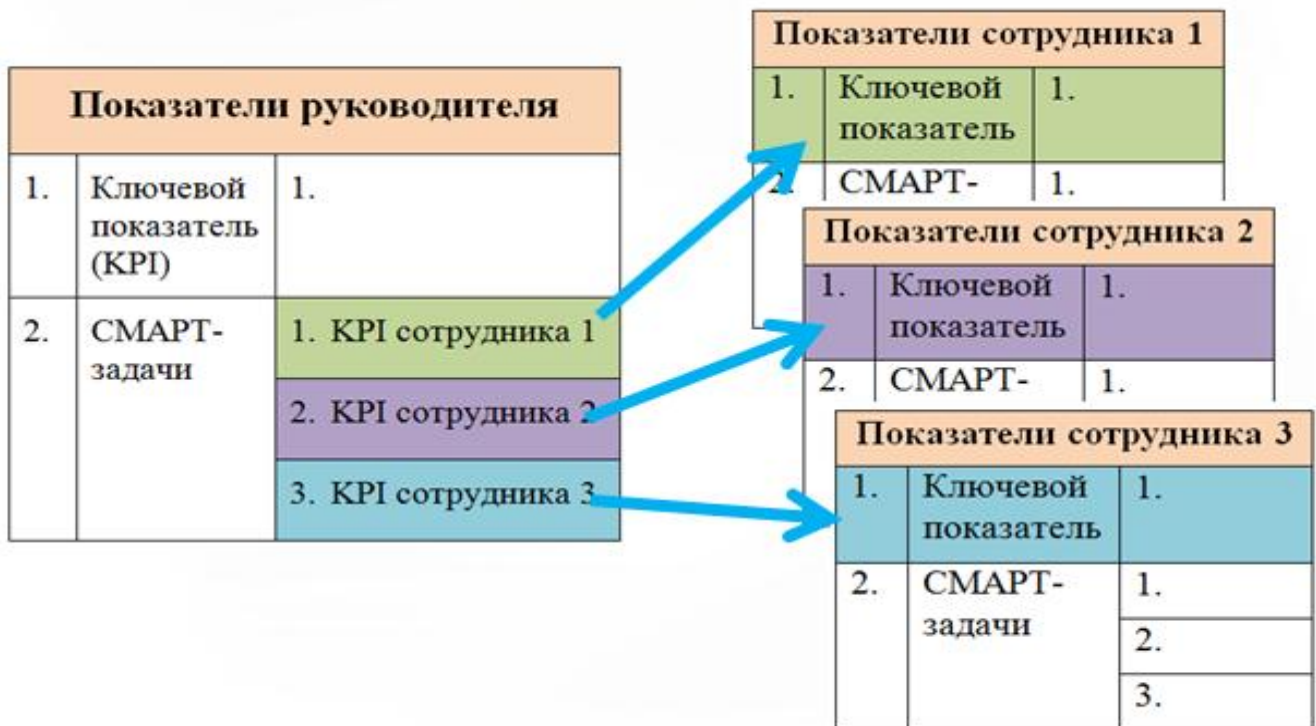 Показатели руководителя
1. Ключевой 1.
показатель
(KPI)
2. СМАРТ-
задачи
1. KPI сотрудника 1
2. KPI сотрудника 2
3. KPI сотрудника 3
Показатели сотрудника 1
1. Ключевой 1.
показатель
2. СМАРТ- 1.
Показатели сотрудника 2
1. Ключевой 1.
показатель
2. СМАРТ- 1.
Показатели сотрудника 3
1. Ключевой 1.
показатель
2. СМАРТ- 1.
задачи
2.
3.